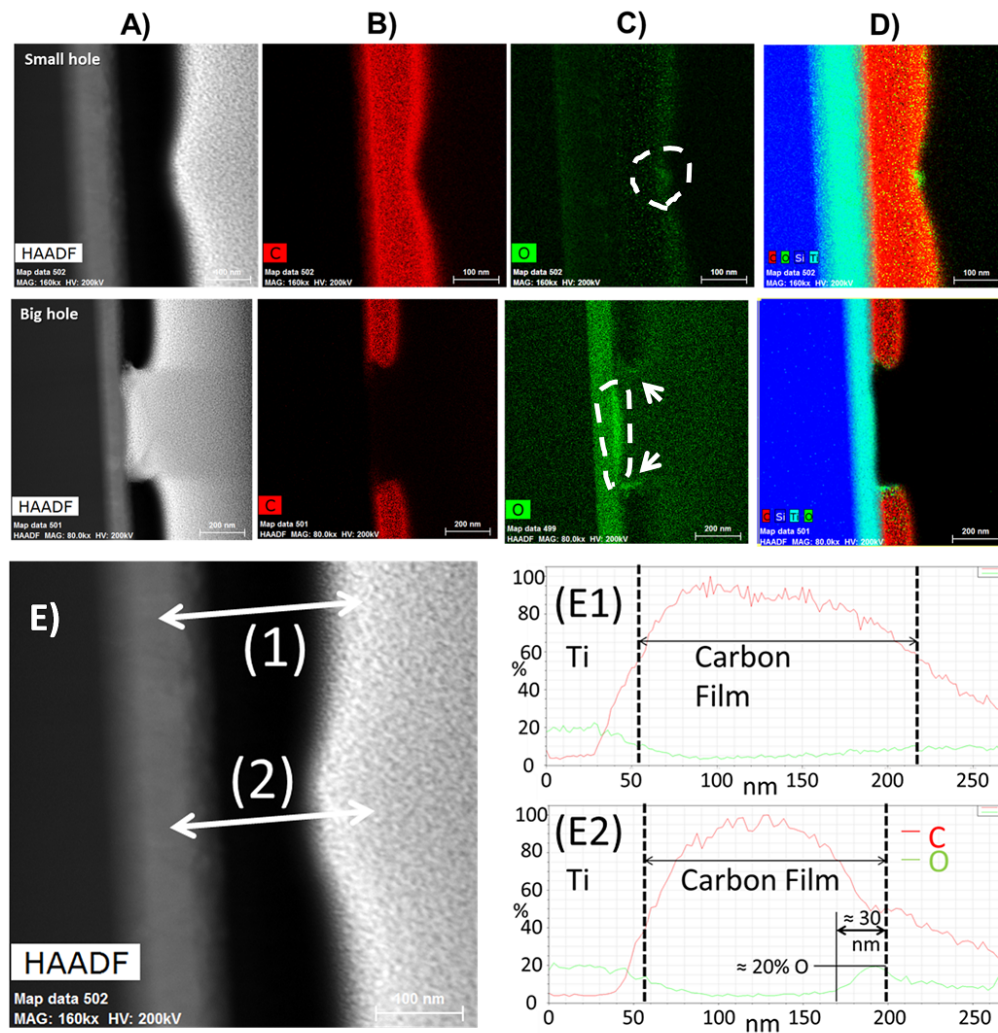 A)
B)
C)
D)
Small hole
HAADF
Map data 502
MAG: 160kx HV: 200kV
100 nm
C
Map data 502
MAG: 160kx HV: 200kV
100 nm
O
Map data 502
MAG: 160kx HV: 200kV
100 nm
C O Si Ti
Map data 502
MAG: 160kx HV: 200kV
100 nm
Big hole
HAADF
Map data 501
HAADF MAG: 80.0kx HV: 200kV
200 nm
C
Map data 501
HAADF MAG: 80.0kx HV: 200kV
200 nm
O
Map data 499
HAADF MAG: 80.0kx HV: 200kV
200 nm
C Si Ti O
Map data 501
HAADF MAG: 80.0kx HV: 200kV
200 nm
E)
(1)
(2)
HAADF
Map data 502
MAG: 160kx HV: 200kV
100 nm
(E1)
100
80
60
%
40
20
0
Ti
Carbon
Film
0 50 100 150 200
nm
(E2)
100
80
60
%
40
20
0
C
O
Ti
Carbon Film
≈ 30
nm
≈ 20% O
0 50 100 150 200
nm